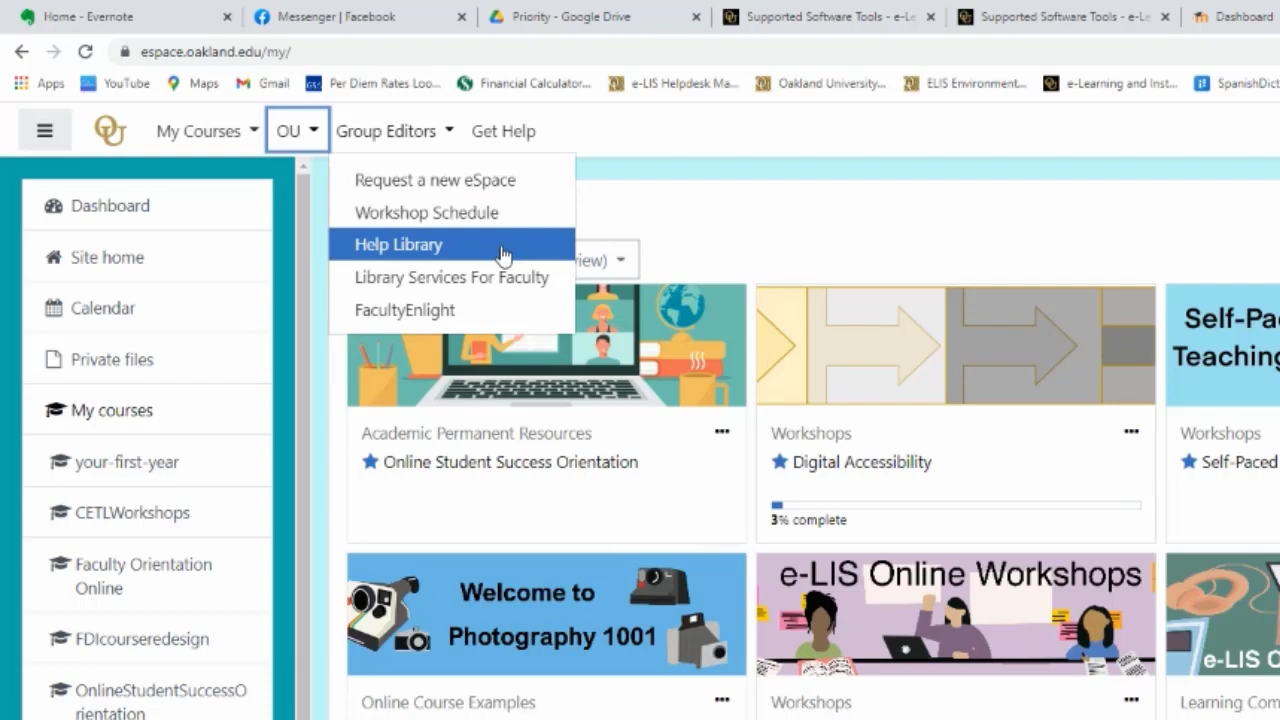 Home - Evernote
Messenger | Facebook
Priority - Google Drive
Supported Software Tools - e-Le
Supported Software Tools - e-Le
Dashboard
espace.oakland.edu/my/
Apps
YouTube
Maps
Gmail
Per Diem Rates Loo...
Financial Calculator...
e-LIS Helpdesk Ma...
Oakland University,...
ELIS Environment...
e-Learning and Inst...
SpanishDict
OU
My Courses
OU
Group Editors
Get Help
Request a new eSpace
Workshop Schedule
Help Library
Library Services For Faculty
FacultyEnlight
view)
Dashboard
Site home
Calendar
Private files
My courses
your-first-year
CETLWorkshops
Faculty Orientation
Online
FDIcourseredesign
OnlineStudentSuccessO
rientation
Academic Permanent Resources
Online Student Success Orientation
Workshops
Digital Accessibility
3% complete
Self-Pa
Teaching
Workshops
Self-Paced
Welcome to
Photography 1001
Online Course Examples
e-LIS Online Workshops
Workshops
e-LIS C
Learning Com